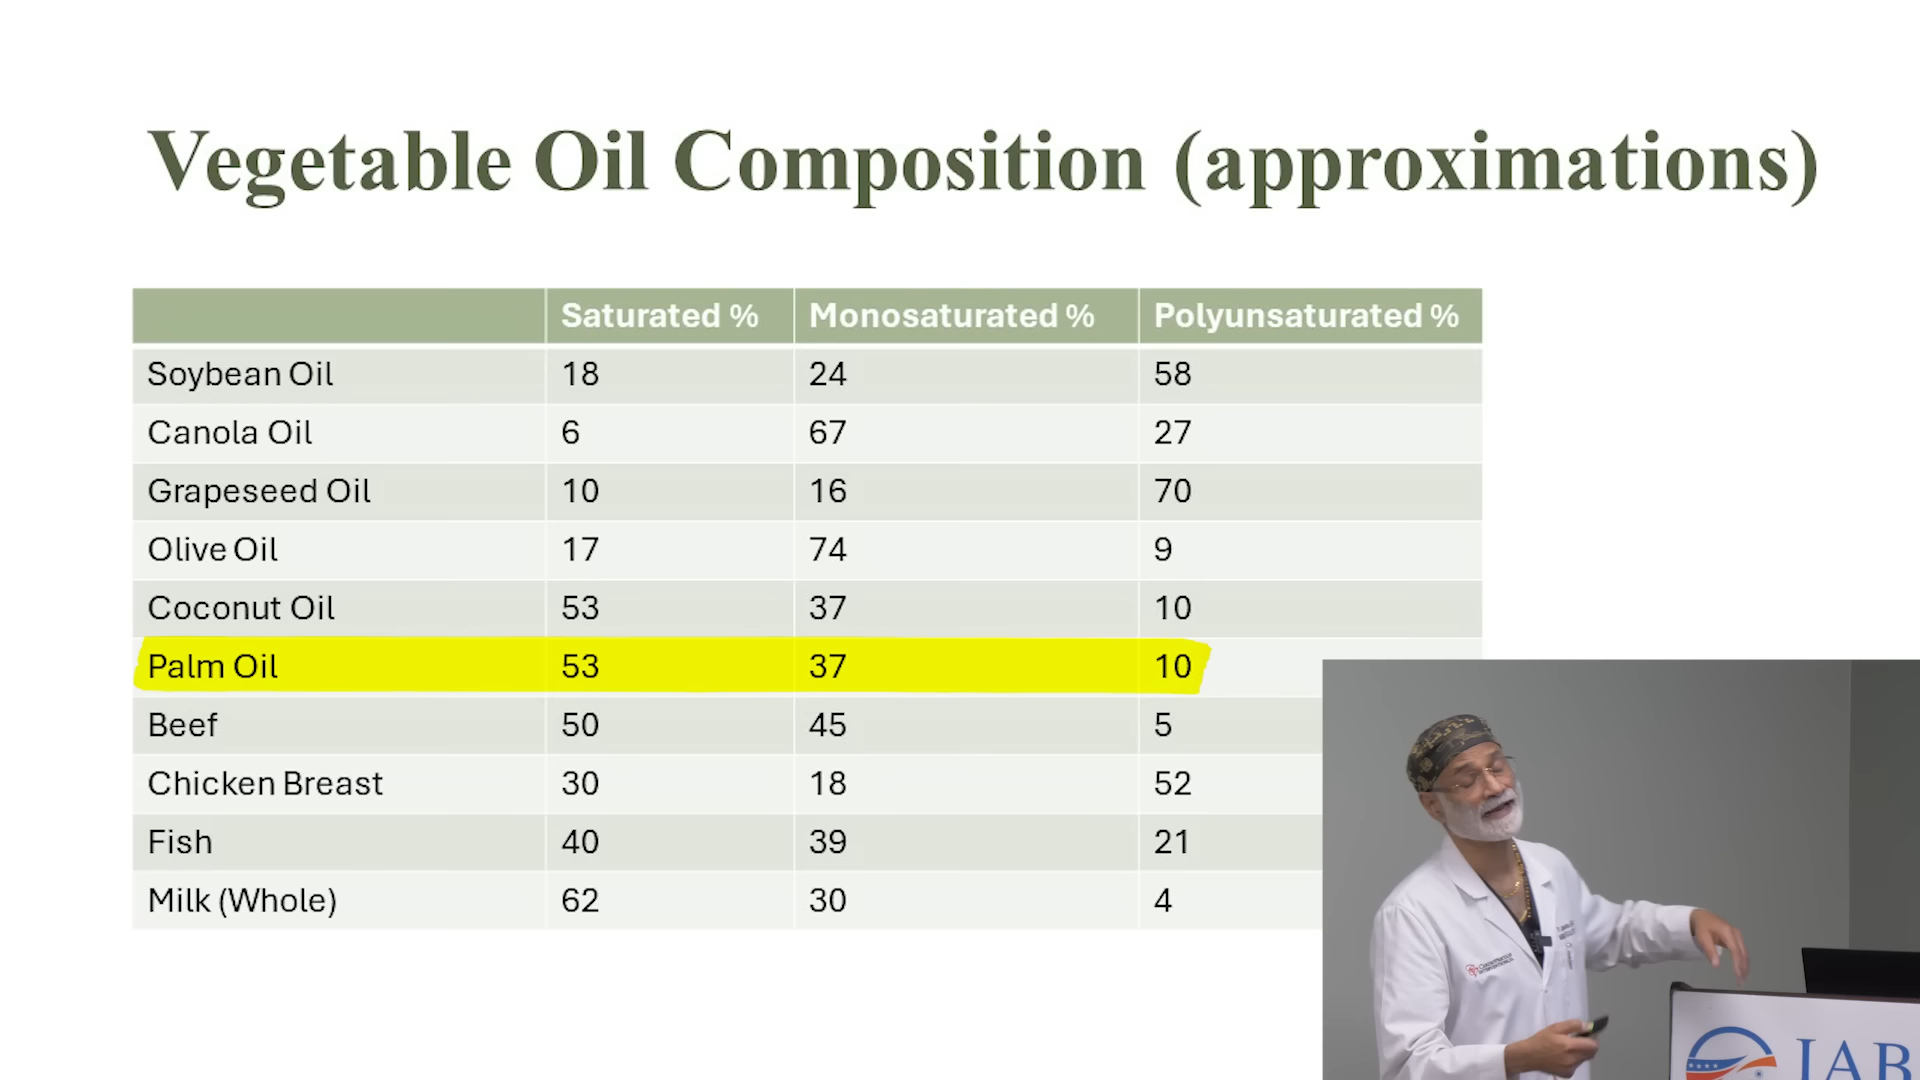 Vegetable Oil Composition (approximations)
Saturated % Monosaturated % Polyunsaturated %
Soybean Oil 18 24 58
Canola Oil 6 67 27
Grapeseed Oil 10 16 70
Olive Oil 17 74 9
Coconut Oil 53 37 10
Palm Oil 53 37 10
Beef 50 45 5
Chicken Breast 30 18 52
Fish 40 39 21
Milk (Whole) 62 30 4
IAB